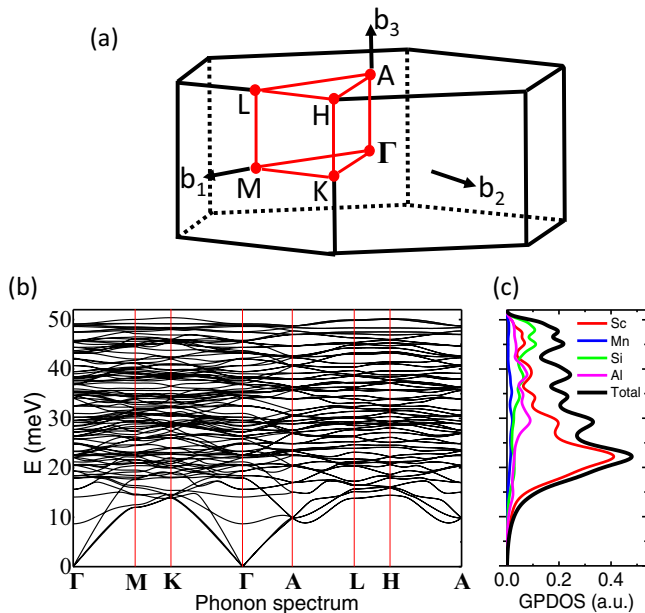 (a)
b₃
A
L
H
Γ
b₁
M
K
b₂
(b)
(c)
50
40
30
20
10
0
E (meV)
Γ
M
K
Γ
A
L
H
A
Phonon spectrum
Sc
Mn
Si
Al
Total
0.0
0.2
0.4
GPDOS (a.u.)